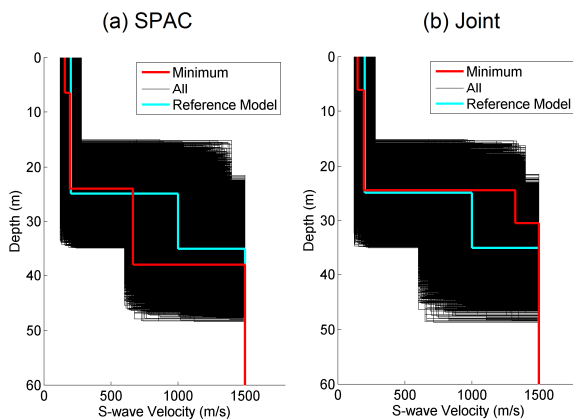 (a) SPAC
(b) Joint
0
10
20
30
40
50
60
Depth (m)
0
500
1000
1500
S-wave Velocity (m/s)
Minimum
All
Reference Model
0
10
20
30
40
50
60
Depth (m)
0
500
1000
1500
S-wave Velocity (m/s)
Minimum
All
Reference Model